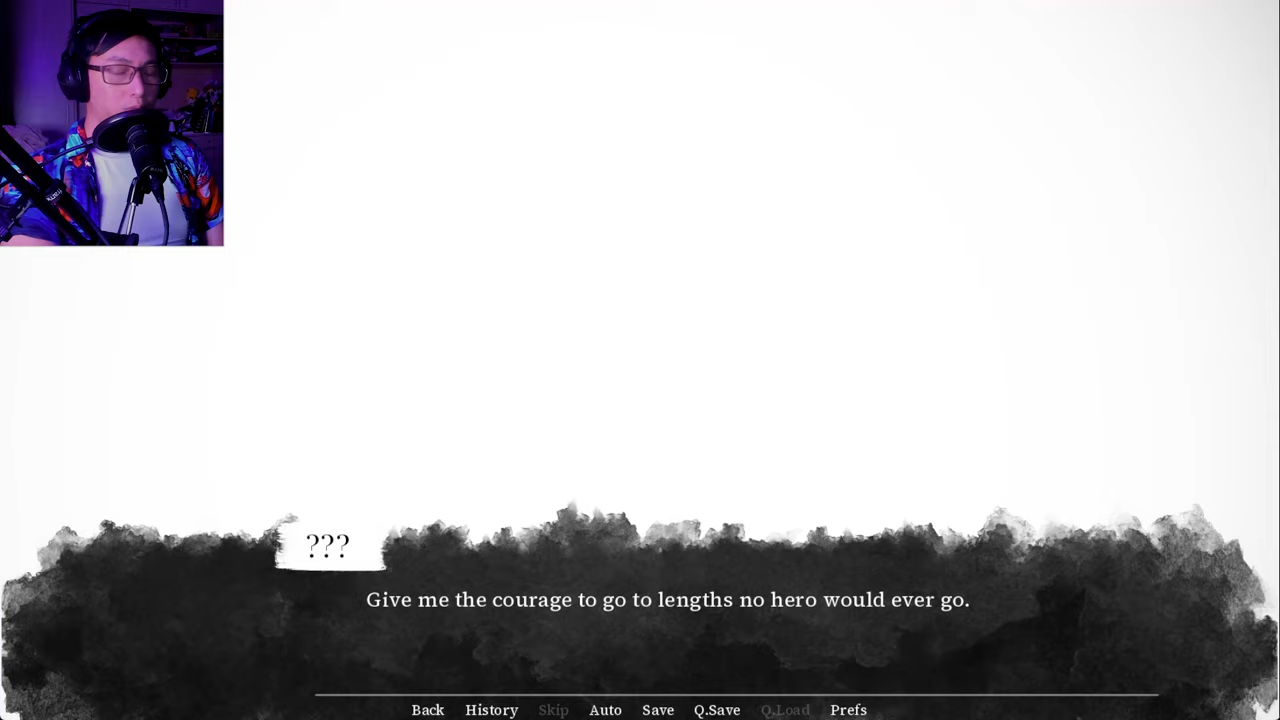 ???
Give me the courage to go to lengths no hero would ever go.
Back History Skip Auto Save Q.Save Q.Load Prefs